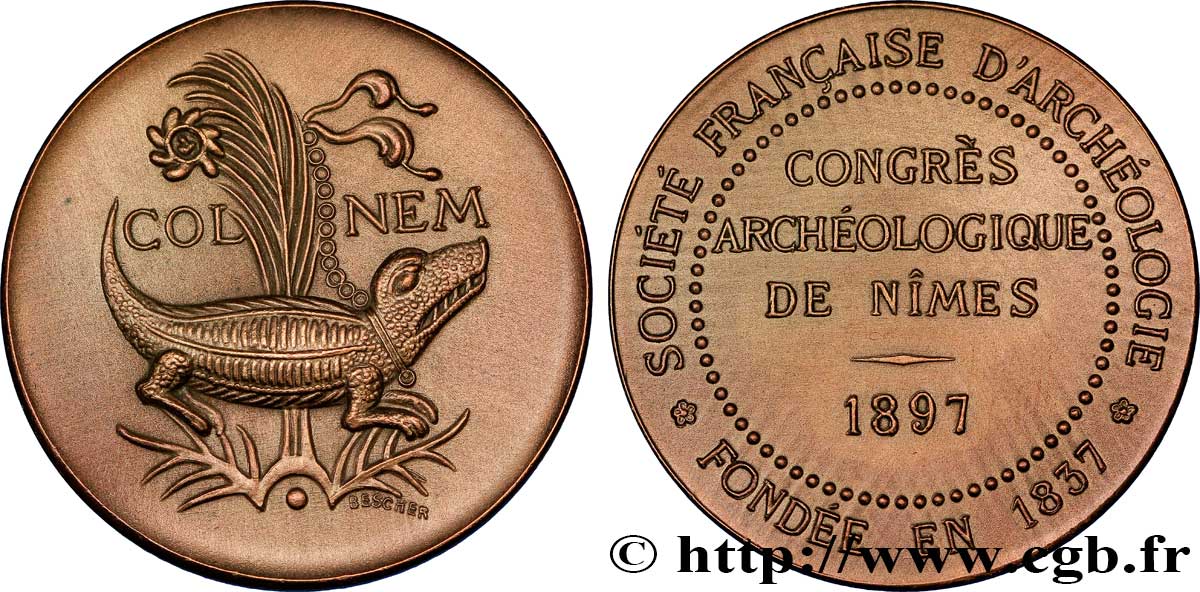 COL NEM
BESCHER
SOCIÉTÉ FRANÇAISE D'ARCHÉOLOGIE
CONGRÈS
ARCHÉOLOGIQUE
DE NÎMES
1897
FONDÉE EN 1837
© http://www.cgb.fr